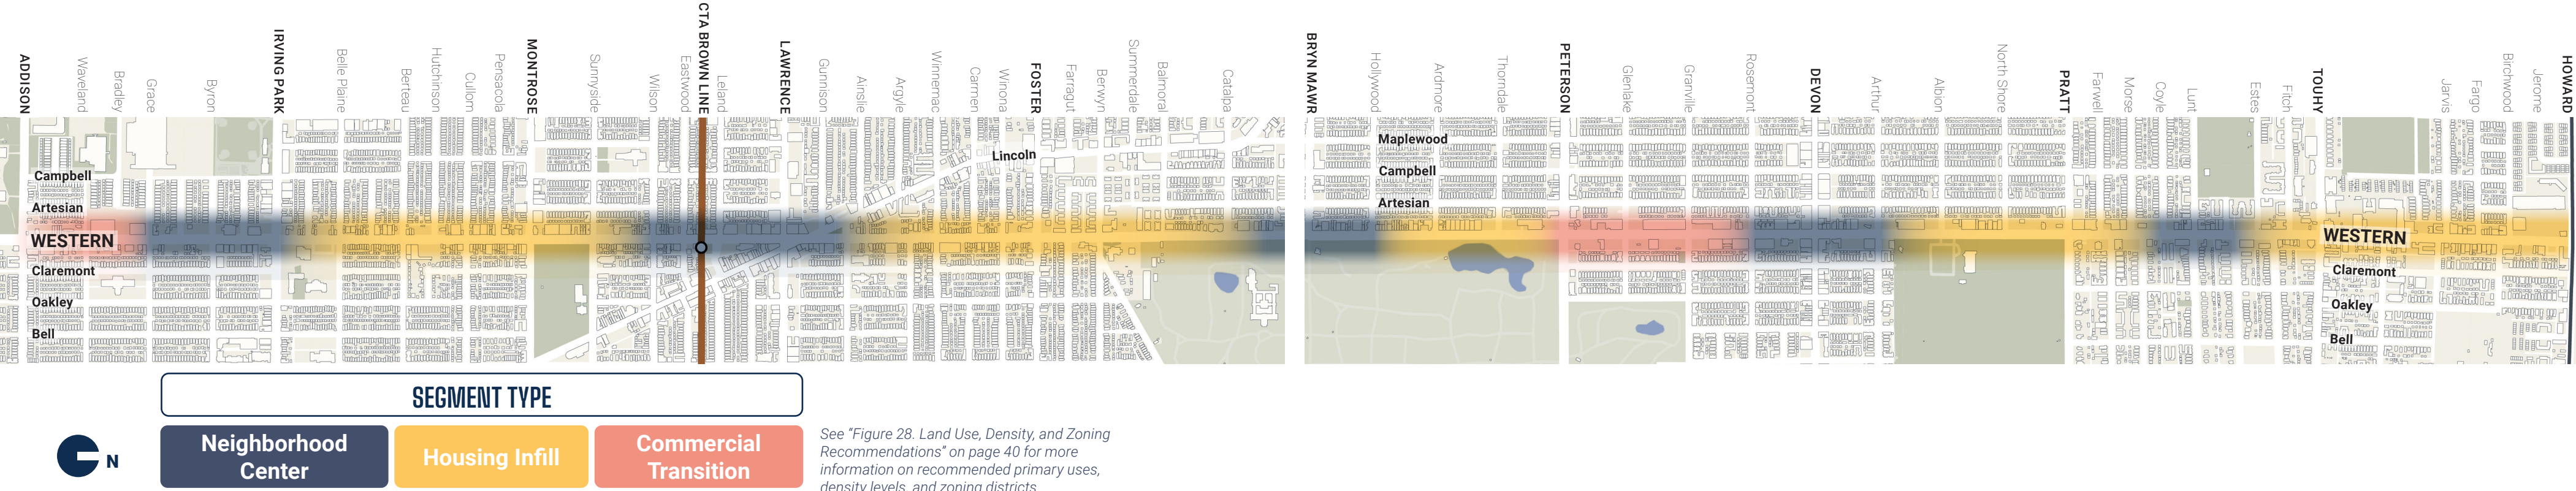 ADDISON
Waveland
Bradley
Grace
Byron
IRVING PARK
Belle Plaine
Berteau
Hutchinson
Cullom
Pensacola
MONTROSE
Sunnyside
Wilson
Eastwood
CTA BROWN LINE
Leland
LAWRENCE
Gunnison
Ainslie
Argyle
Winnemac
Carmen
Winona
FOSTER
Farragut
Berwyn
Summerdale
Balmoral
Catalpa
BRYN MAWR
Hollywood
Ardmore
Thorndale
PETERSON
Glenlake
Granville
Rosemont
DEVON
Arthur
Albion
North Shore
PRATT
Farwell
Morse
Coyle
Lunt
Estes
Fitch
TOUHY
Jarvis
Fargo
Birchwood
Jerome
HOWARD
Campbell
Artesian
WESTERN
Claremont
Oakley
Bell
Lincoln
Maplewood
Campbell
Artesian
WESTERN
Claremont
Oakley
Bell
SEGMENT TYPE
Neighborhood
Center
Housing Infill
Commercial
Transition
N
See "Figure 28. Land Use, Density, and Zoning
Recommendations" on page 40 for more
information on recommended primary uses,
density levels, and zoning districts